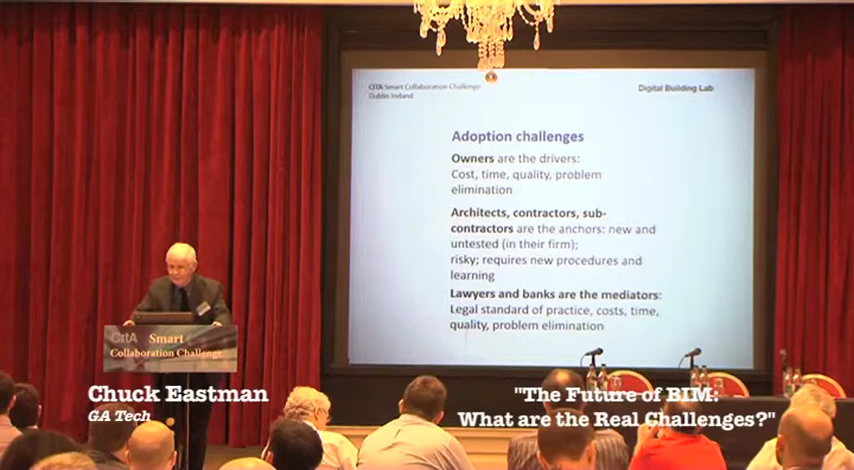 CITA Smart Collaboration Challenge
Dublin Ireland
Digital Building Lab
Adoption challenges
Owners are the drivers:
Cost, time, quality, problem
elimination
Architects, contractors, sub-
contractors are the anchors: new and
untested (in their firm);
risky; requires new procedures and
learning
Lawyers and banks are the mediators:
Legal standard of practice, costs, time,
quality, problem elimination
CitA Smart
Collaboration Challenge
Chuck Eastman
GA Tech
"The Future of BIM:
What are the Real Challenges?"